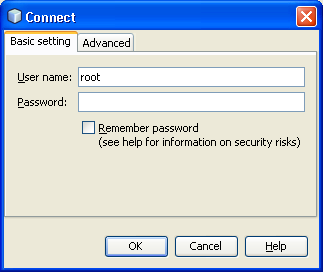 Connect
Basic setting Advanced
User name: root
Password:
Remember password
(see help for information on security risks)
OK Cancel Help